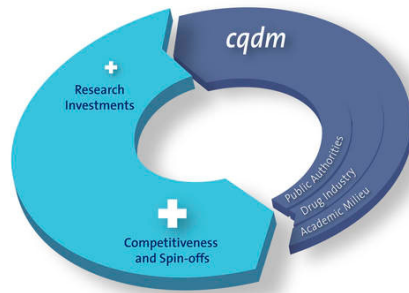 cqdm
Research
Investments
Public Authorities
Drug Industry
Academic Milieu
Competitiveness
and Spin-offs